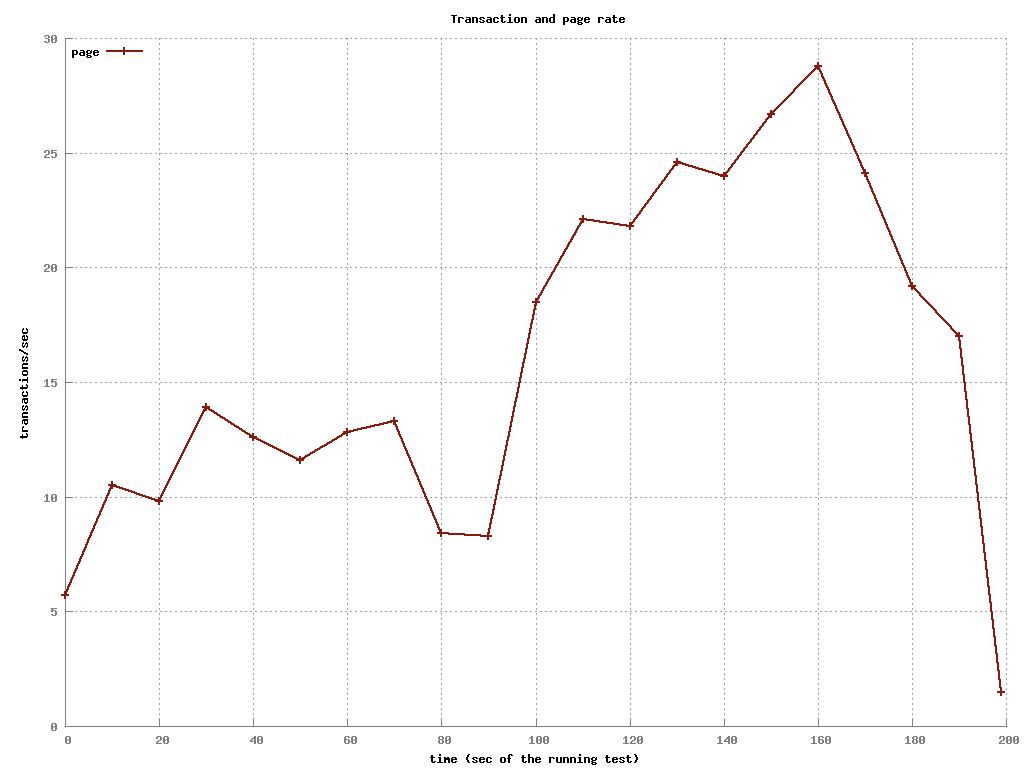 Transaction and page rate
30
page
25
20
15
10
5
0
transactions/sec
0 20 40 60 80 100 120 140 160 180 200
time (sec of the running test)